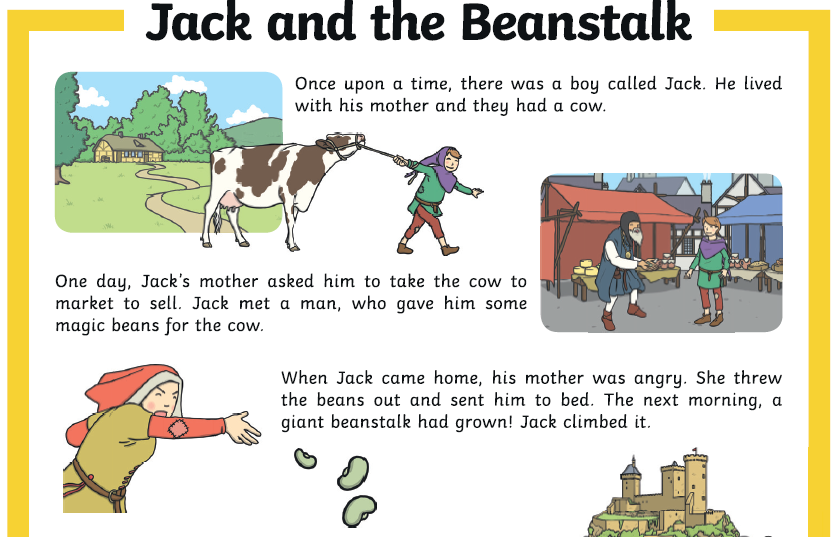 Jack and the Beanstalk
Once upon a time, there was a boy called Jack. He lived
with his mother and they had a cow.
One day, Jack's mother asked him to take the cow to
market to sell. Jack met a man, who gave him some
magic beans for the cow.
When Jack came home, his mother was angry. She threw
the beans out and sent him to bed. The next morning, a
giant beanstalk had grown! Jack climbed it.